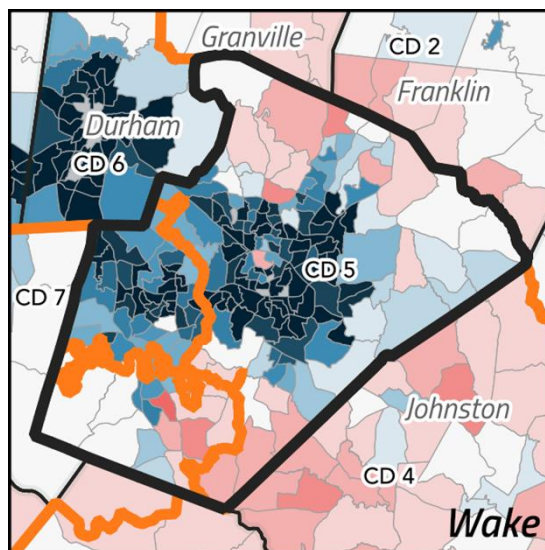 Granville
CD 2
Franklin
Durham
CD 6
CD 5
CD 7
Johnston
CD 4
Wake